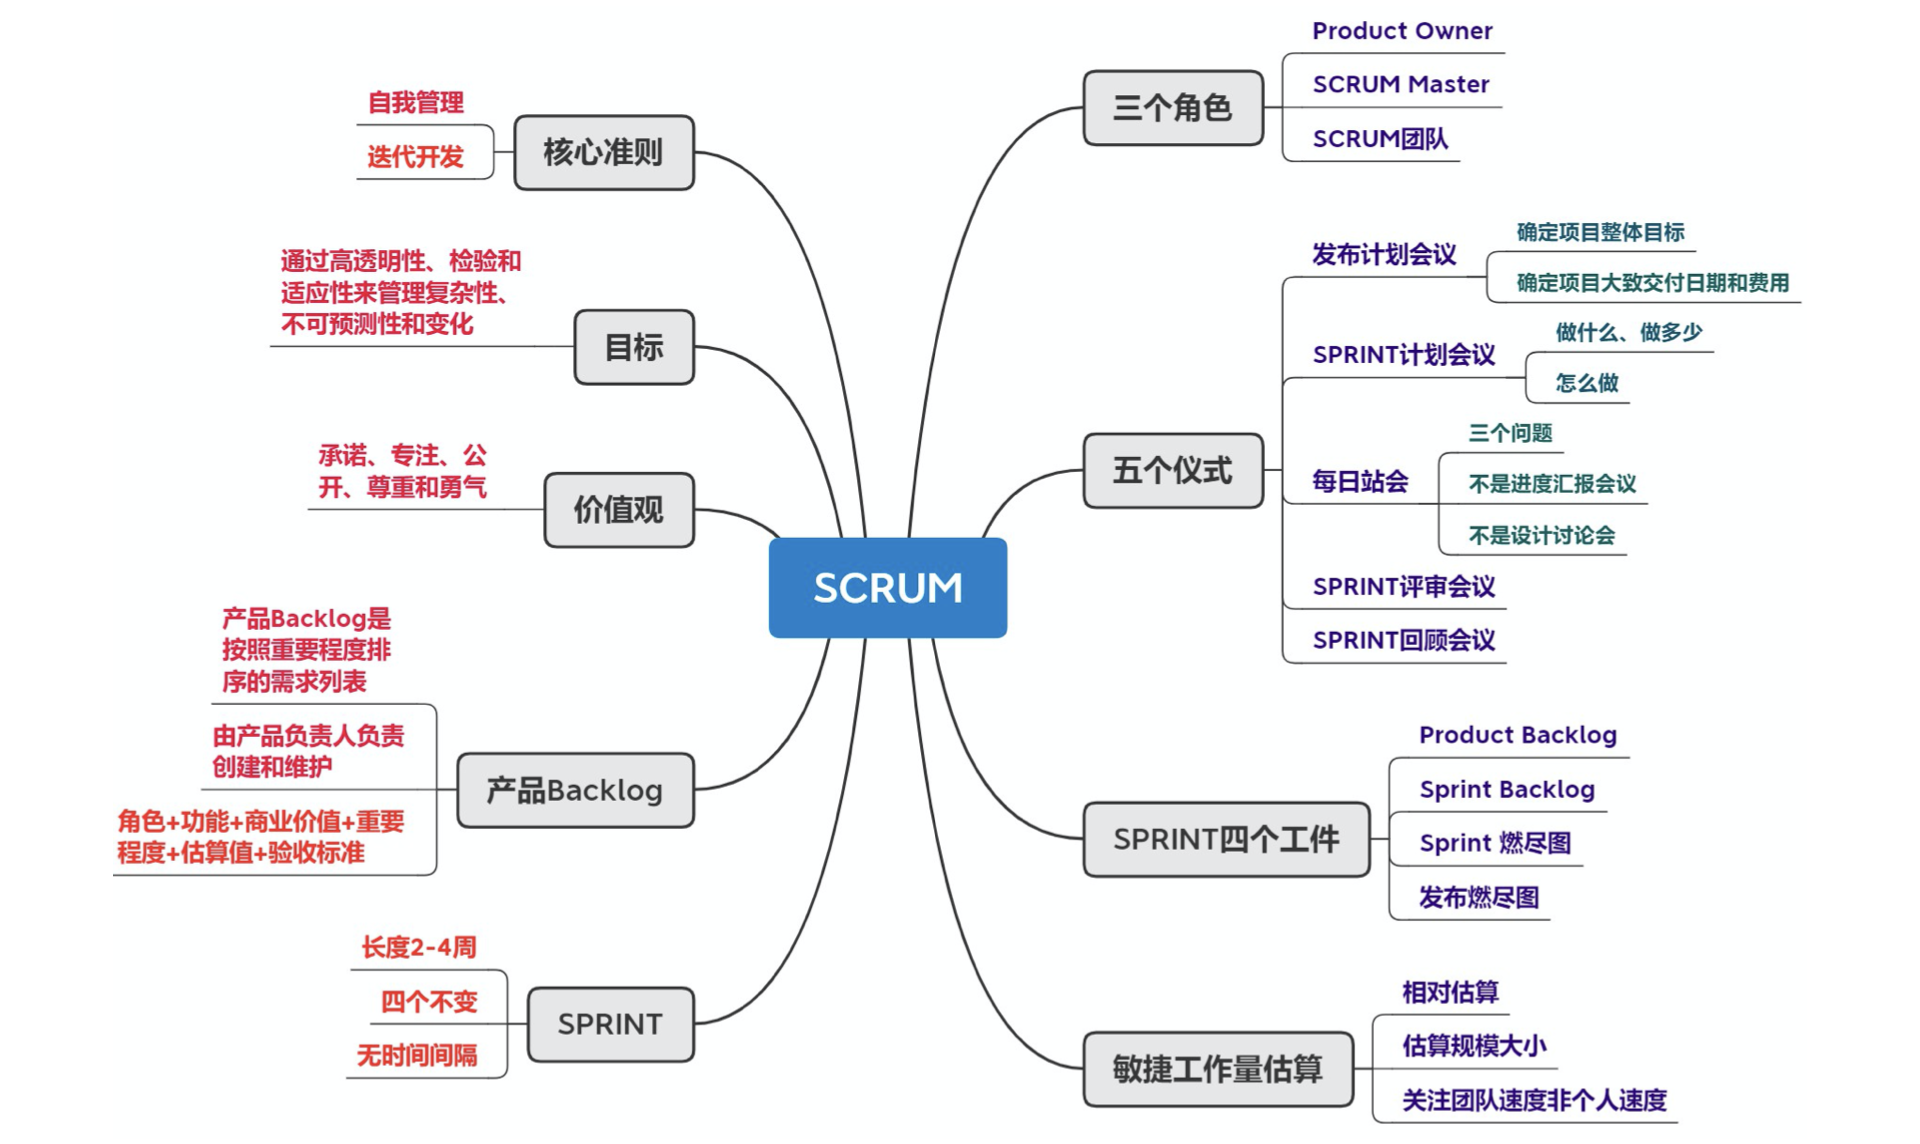 SCRUM
三个角色
Product Owner
SCRUM Master
SCRUM团队
五个仪式
发布计划会议
确定项目整体目标
确定项目大致交付日期和费用
SPRINT计划会议
做什么、做多少
怎么做
每日站会
三个问题
不是进度汇报会议
不是设计讨论会
SPRINT评审会议
SPRINT回顾会议
SPRINT四个工件
Product Backlog
Sprint Backlog
Sprint 燃尽图
发布燃尽图
敏捷工作量估算
相对估算
估算规模大小
关注团队速度非个人速度
核心准则
自我管理
迭代开发
目标
通过高透明性、检验和
适应性来管理复杂性、
不可预测性和变化
价值观
承诺、专注、公
开、尊重和勇气
产品Backlog
产品Backlog是
按照重要程度排
序的需求列表
由产品负责人负责
创建和维护
角色+功能+商业价值+重要
程度+估算值+验收标准
SPRINT
长度2-4周
四个不变
无时间间隔